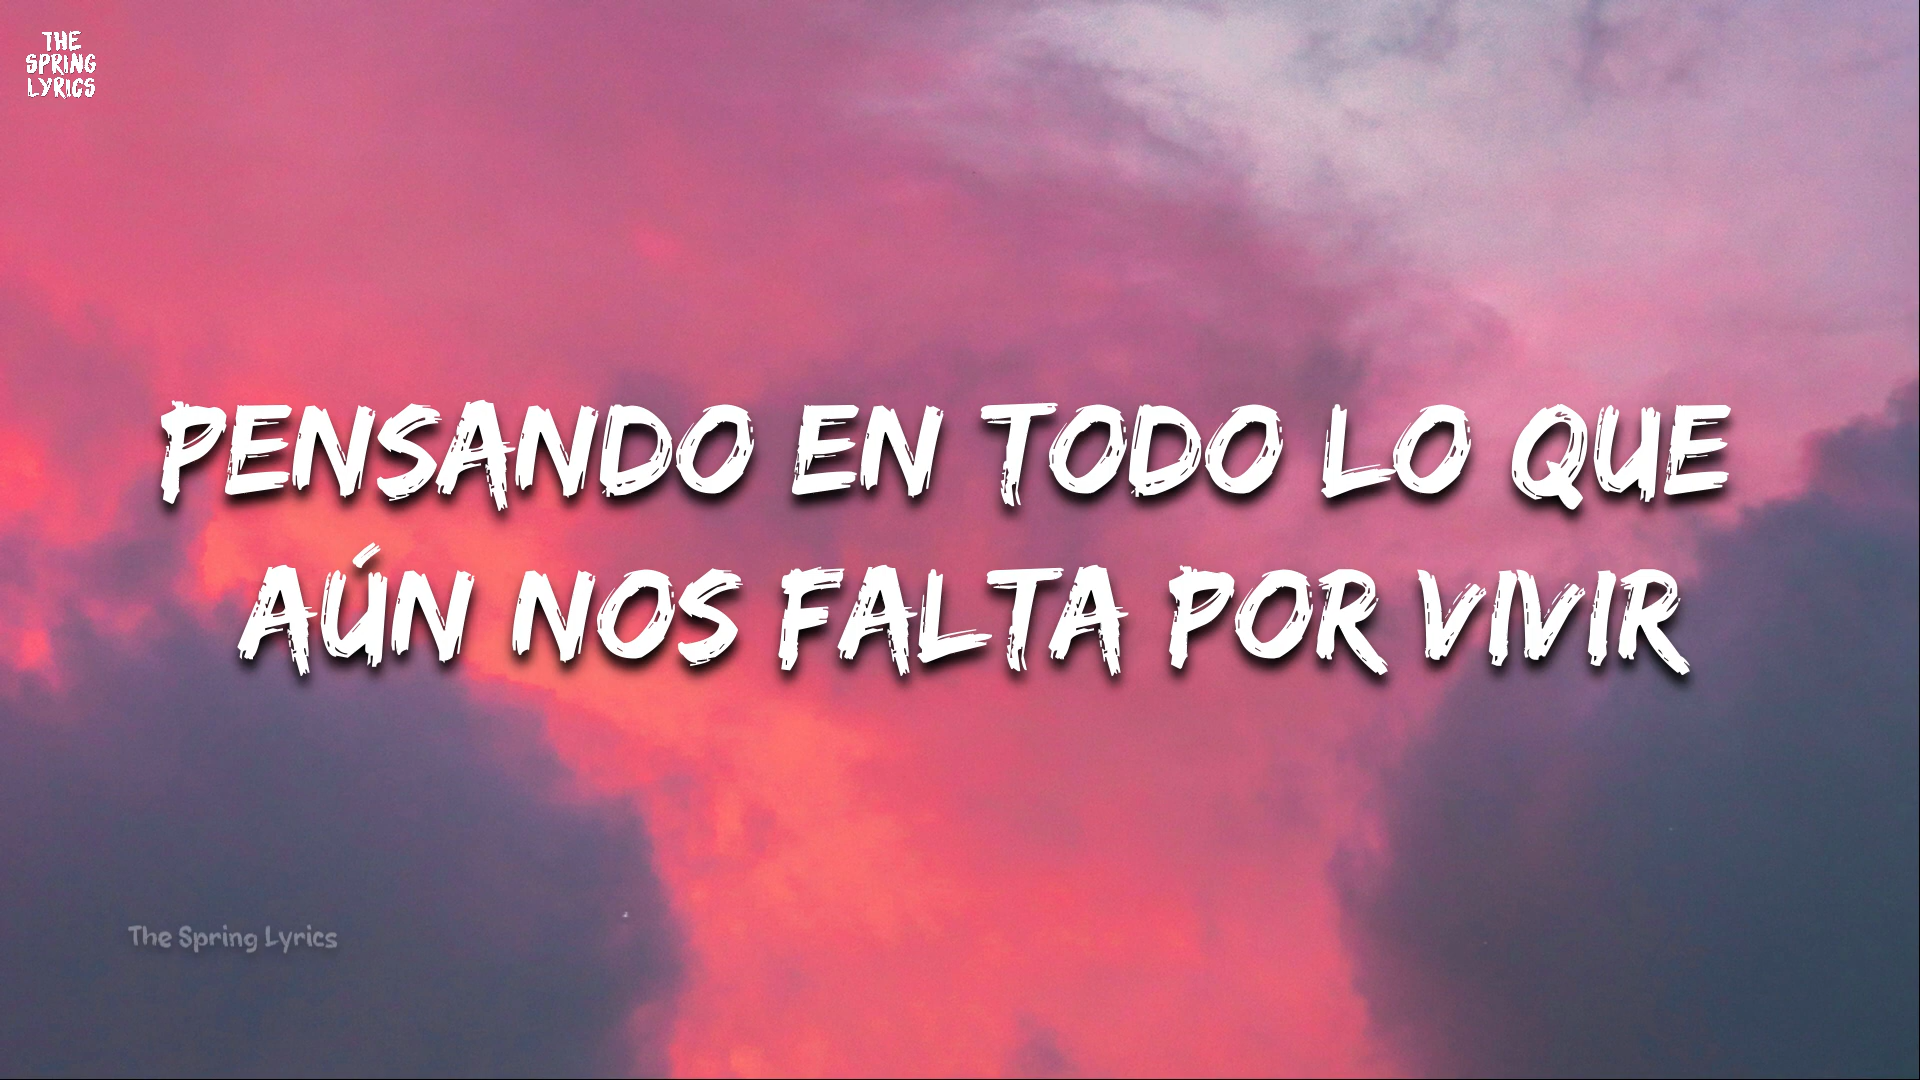 THE
SPRING
LYRICS
PENSANDO EN TODO LO QUE
AÚN NOS FALTA POR VIVIR
The Spring Lyrics